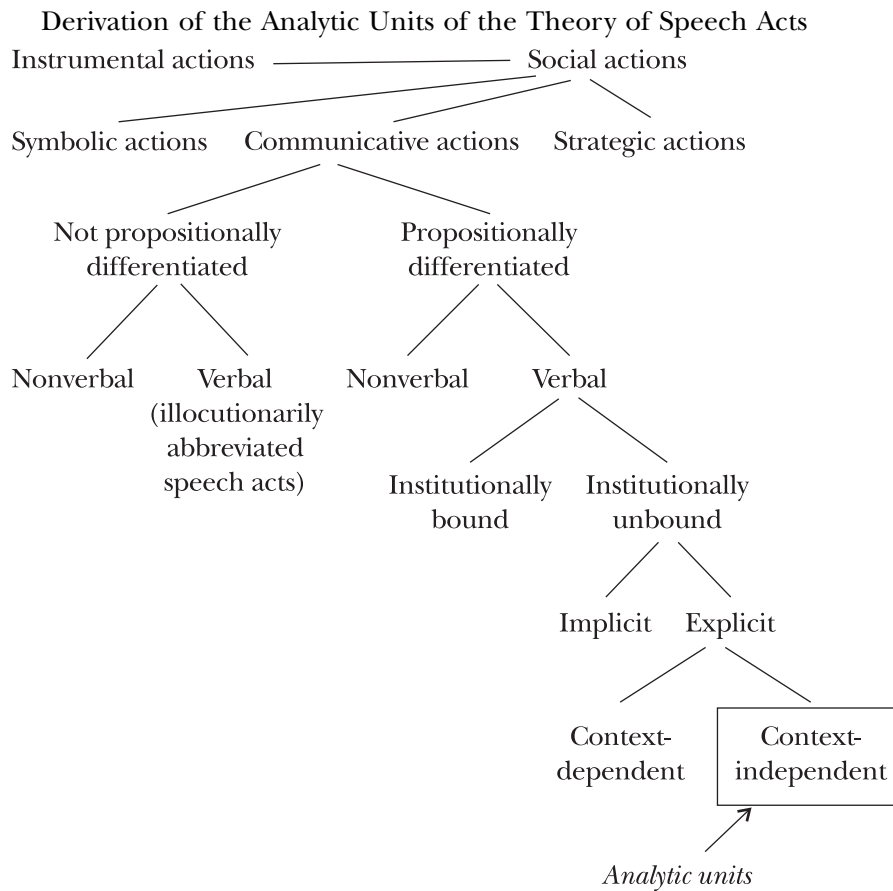 Derivation of the Analytic Units of the Theory of Speech Acts
Instrumental actions Social actions
Symbolic actions Communicative actions Strategic actions
Not propositionally
differentiated
Propositionally
differentiated
Nonverbal
Verbal
(illocutionarily
abbreviated
speech acts)
Nonverbal
Verbal
Institutionally
bound
Institutionally
unbound
Implicit
Explicit
Context-
dependent
Context-
independent
Analytic units